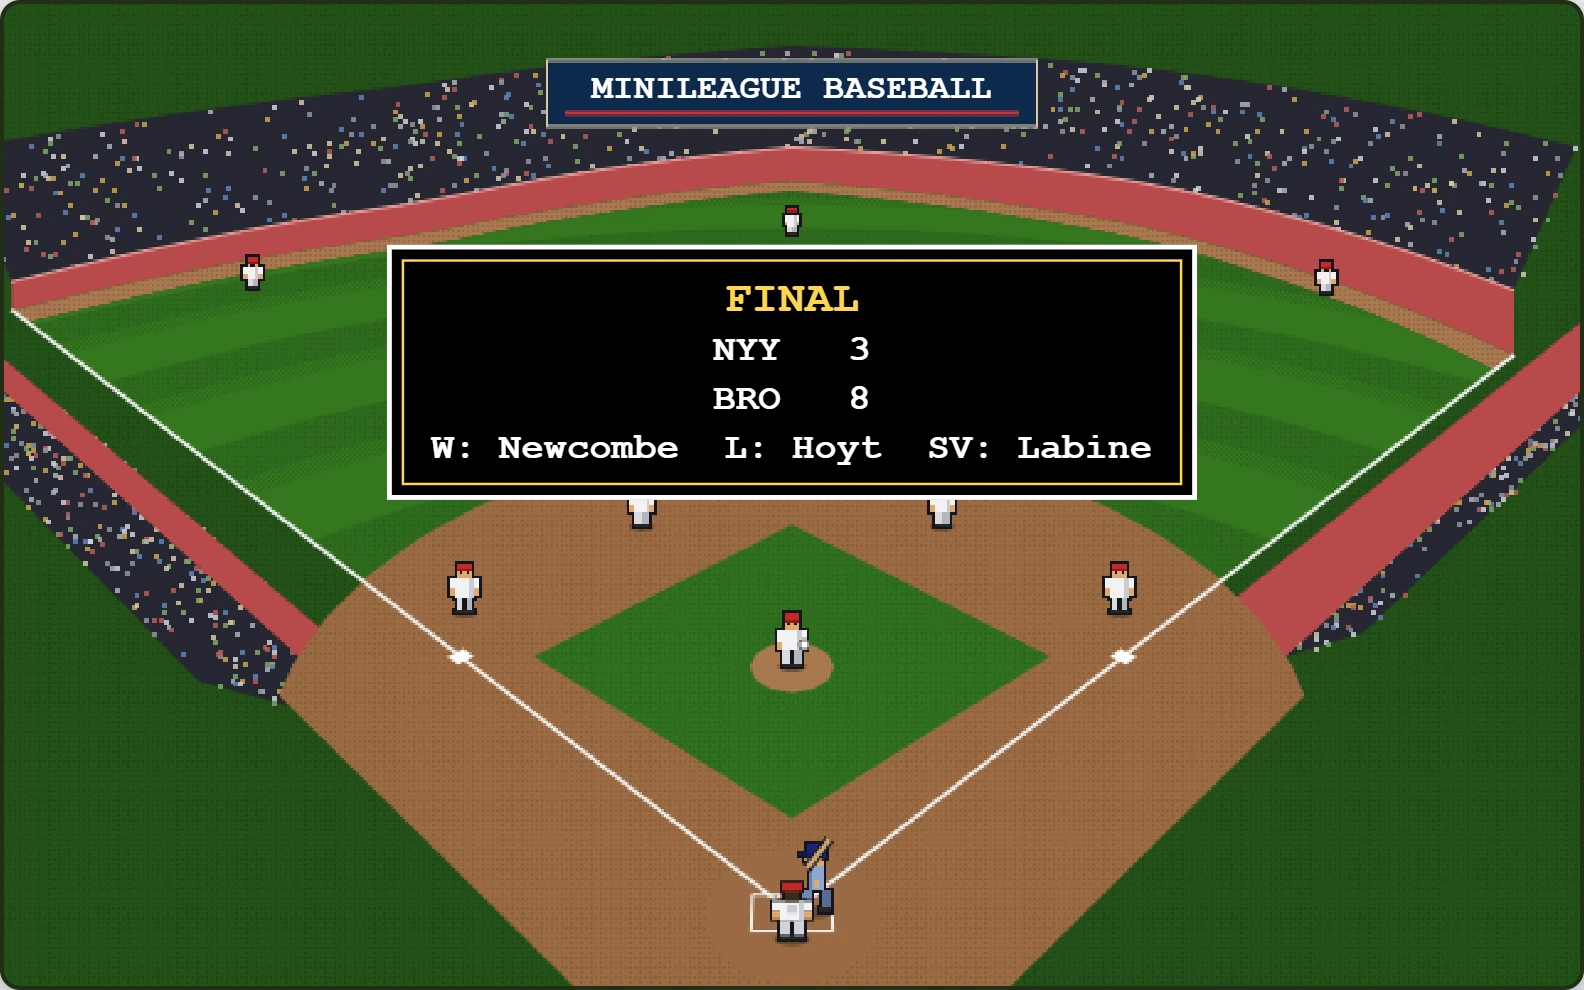 MINILEAGUE BASEBALL
FINAL
NYY 3
BRO 8
W: Newcombe L: Hoyt SV: Labine